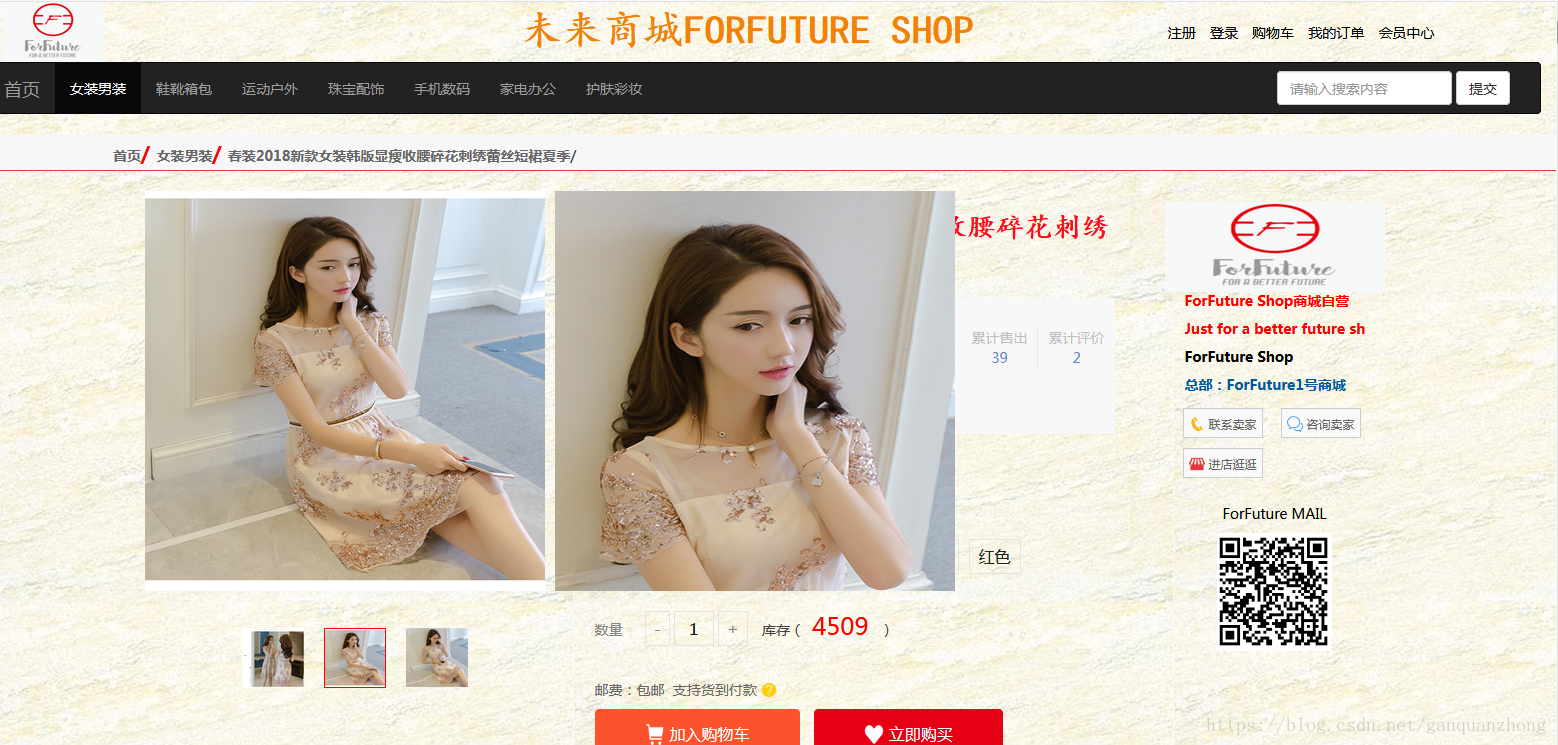 ForFuture
FOR A BETTER FUTURE
未来商城FORFUTURE SHOP
注册 登录 购物车 我的订单 会员中心
首页 女装男装 鞋靴箱包 运动户外 珠宝配饰 手机数码 家电办公 护肤彩妆 请输入搜索内容 提交
首页/ 女装男装/ 春装2018新款女装韩版显瘦收腰碎花刺绣蕾丝短裙夏季/
腰碎花刺绣
累计售出 累计评价
39 2
红色
数量 - 1 + 库存( 4509 )
邮费：包邮 支持货到付款 ?
加入购物车 立即购买
ForFuture
FOR A BETTER FUTURE
ForFuture Shop商城自营
Just for a better future sh
ForFuture Shop
总部：ForFuture1号商城
联系卖家 咨询卖家
进店逛逛
ForFuture MAIL
https://blog.csdn.net/ganquanzhong